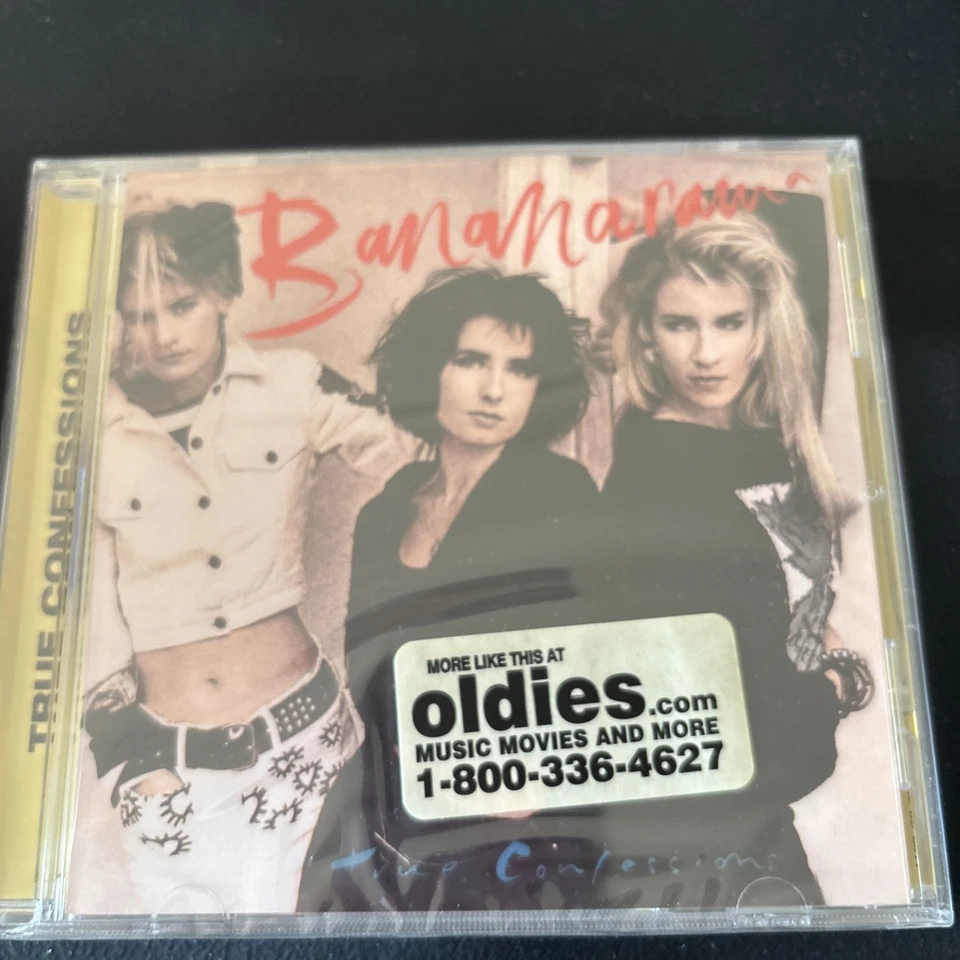 Bananarama
TRUE CONFESSIONS
MORE LIKE THIS AT
oldies.com
MUSIC MOVIES AND MORE
1-800-336-4627
True Confessions